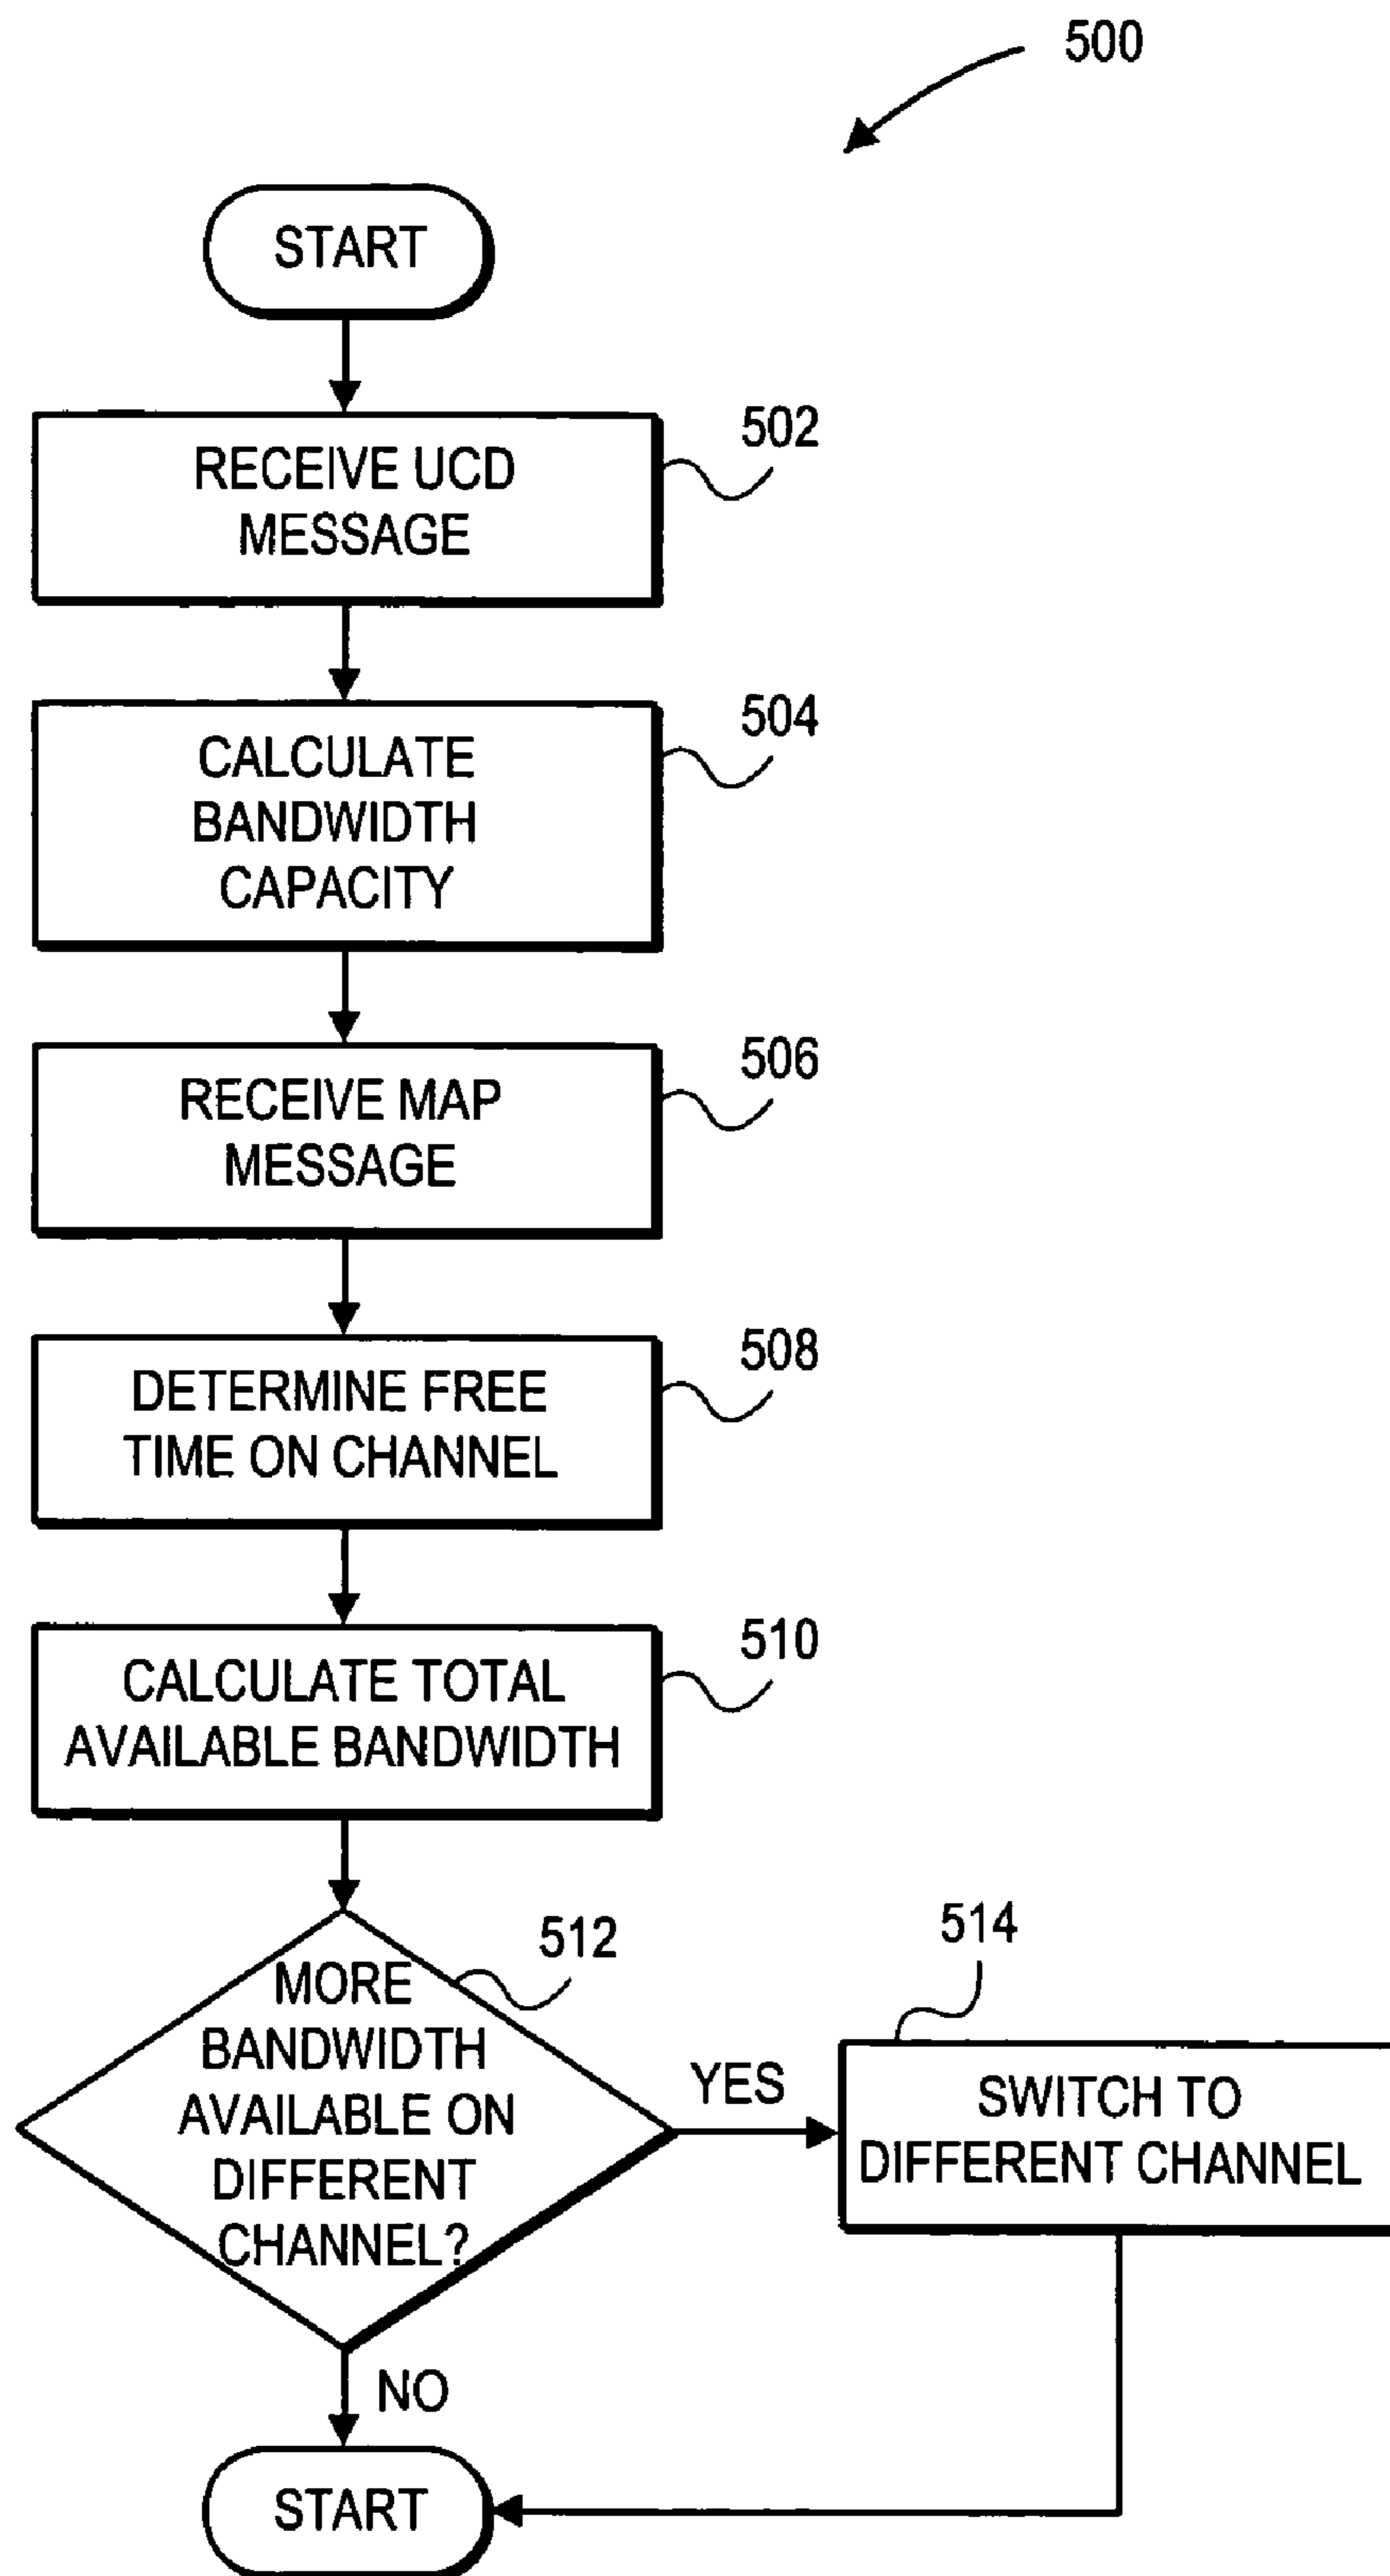 500
START
502
RECEIVE UCD
MESSAGE
504
CALCULATE
BANDWIDTH
CAPACITY
506
RECEIVE MAP
MESSAGE
508
DETERMINE FREE
TIME ON CHANNEL
510
CALCULATE TOTAL
AVAILABLE BANDWIDTH
512
MORE
BANDWIDTH
AVAILABLE ON
DIFFERENT
CHANNEL?
YES
514
SWITCH TO
DIFFERENT CHANNEL
NO
START